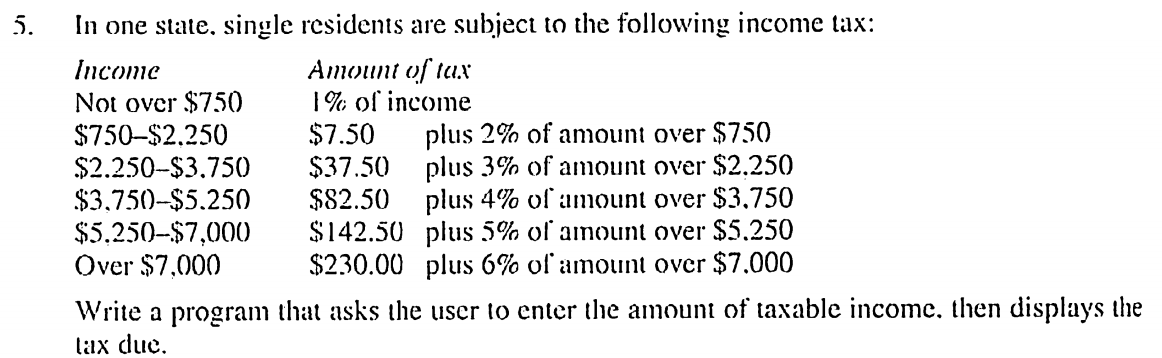 5. In one state, single residents are subject to the following income tax:
Income Amount of tax
Not over $750 1% of income
$750–$2,250 $7.50 plus 2% of amount over $750
$2,250–$3,750 $37.50 plus 3% of amount over $2,250
$3,750–$5,250 $82.50 plus 4% of amount over $3,750
$5,250–$7,000 $142.50 plus 5% of amount over $5,250
Over $7,000 $230.00 plus 6% of amount over $7,000
Write a program that asks the user to enter the amount of taxable income, then displays the
tax due.